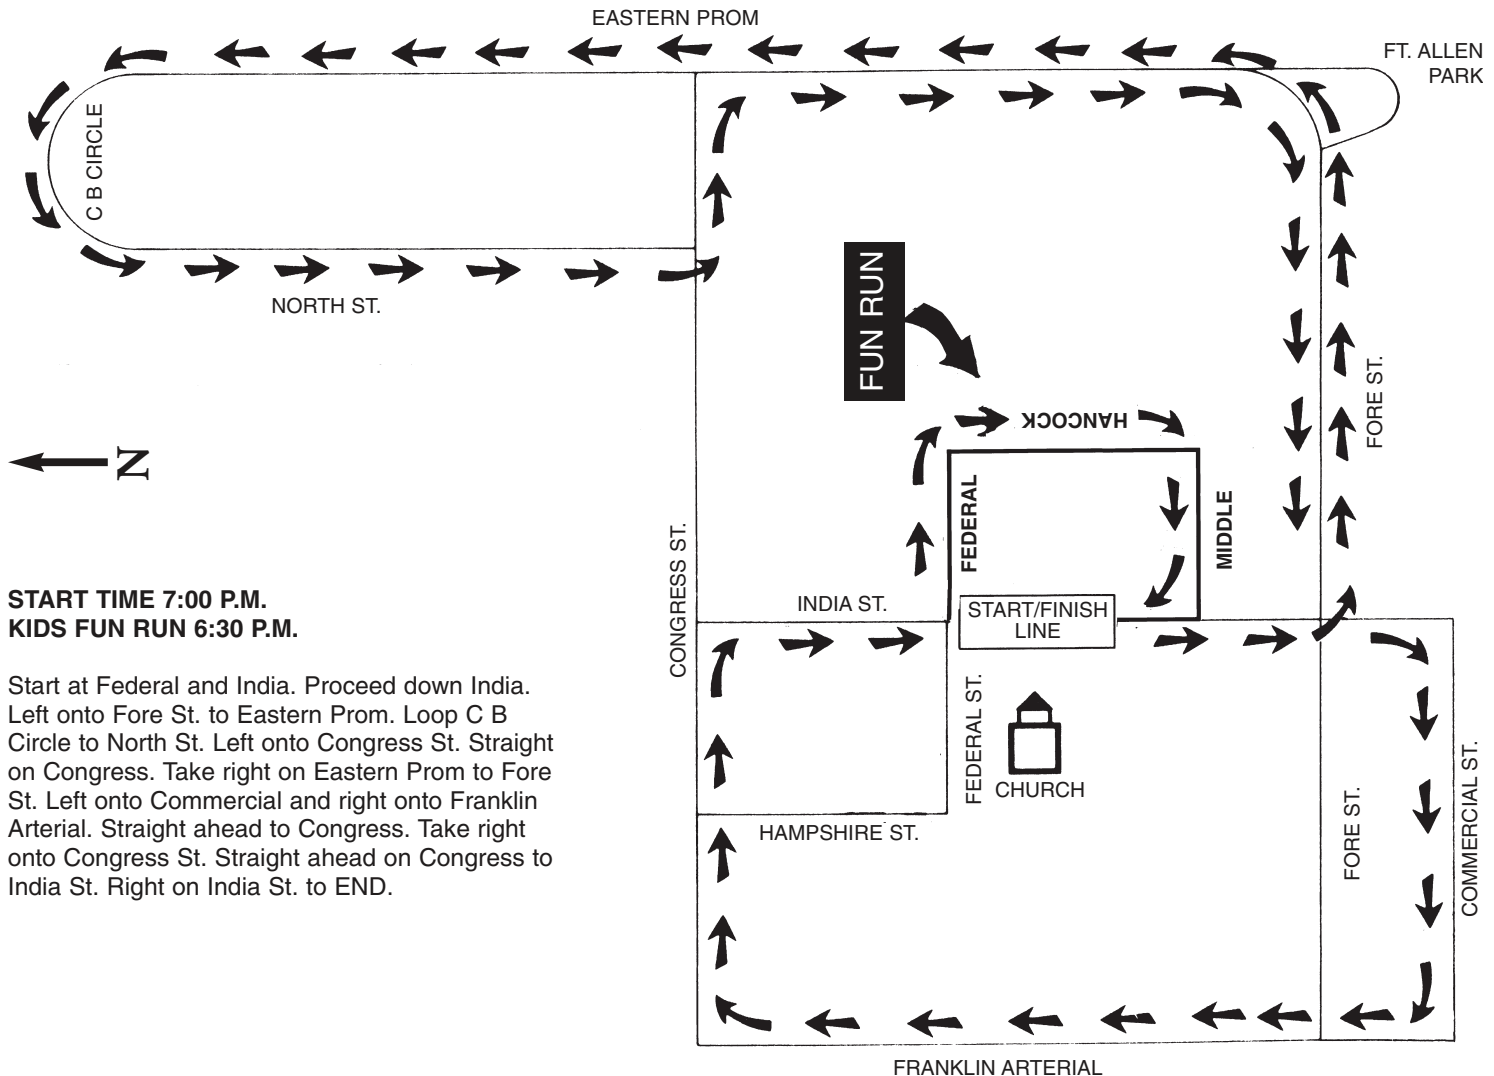 EASTERN PROM
FT. ALLEN
PARK
C B CIRCLE
NORTH ST.
FUN RUN
HANCOCK
FORE ST.
N
FEDERAL
MIDDLE
CONGRESS ST.
INDIA ST.
START/FINISH
LINE
START TIME 7:00 P.M.
KIDS FUN RUN 6:30 P.M.
Start at Federal and India. Proceed down India.
Left onto Fore St. to Eastern Prom. Loop C B
Circle to North St. Left onto Congress St. Straight
on Congress. Take right on Eastern Prom to Fore
St. Left onto Commercial and right onto Franklin
Arterial. Straight ahead to Congress. Take right
onto Congress St. Straight ahead on Congress to
India St. Right on India St. to END.
FEDERAL ST.
CHURCH
HAMPSHIRE ST.
FORE ST.
COMMERCIAL ST.
FRANKLIN ARTERIAL